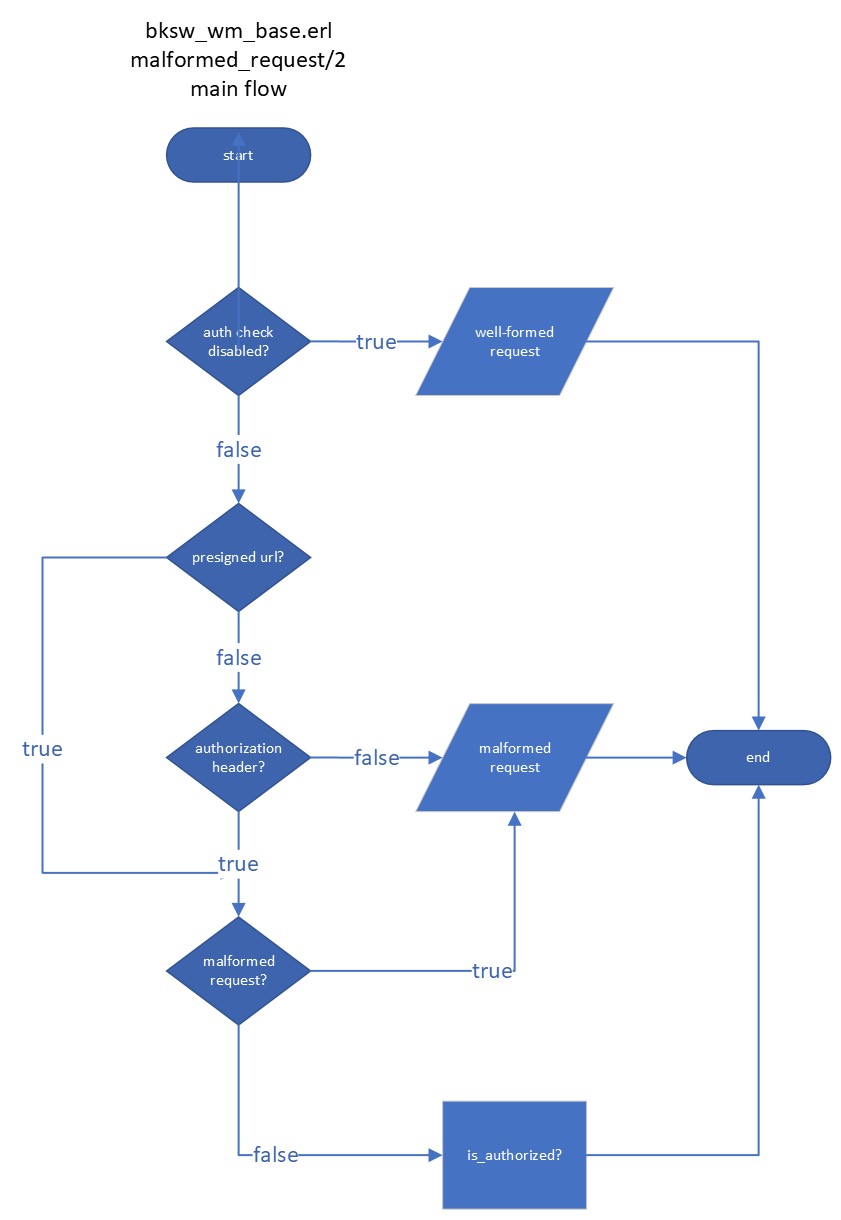 bksw_wm_base.erl
malformed_request/2
main flow
start
auth check
disabled?
true
well-formed
request
false
presigned url?
false
true
authorization
header?
false
malformed
request
end
true
malformed
request?
true
false
is_authorized?